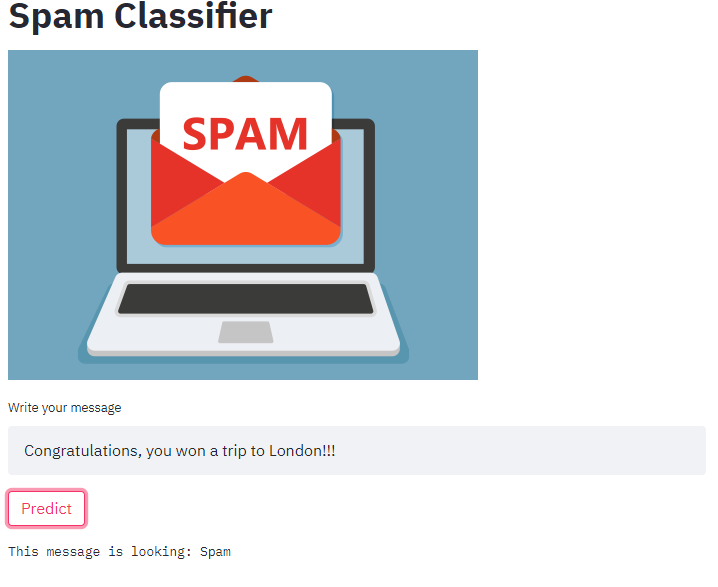 Spam Classifier
SPAM
Write your message
Congratulations, you won a trip to London!!!
Predict
This message is looking: Spam